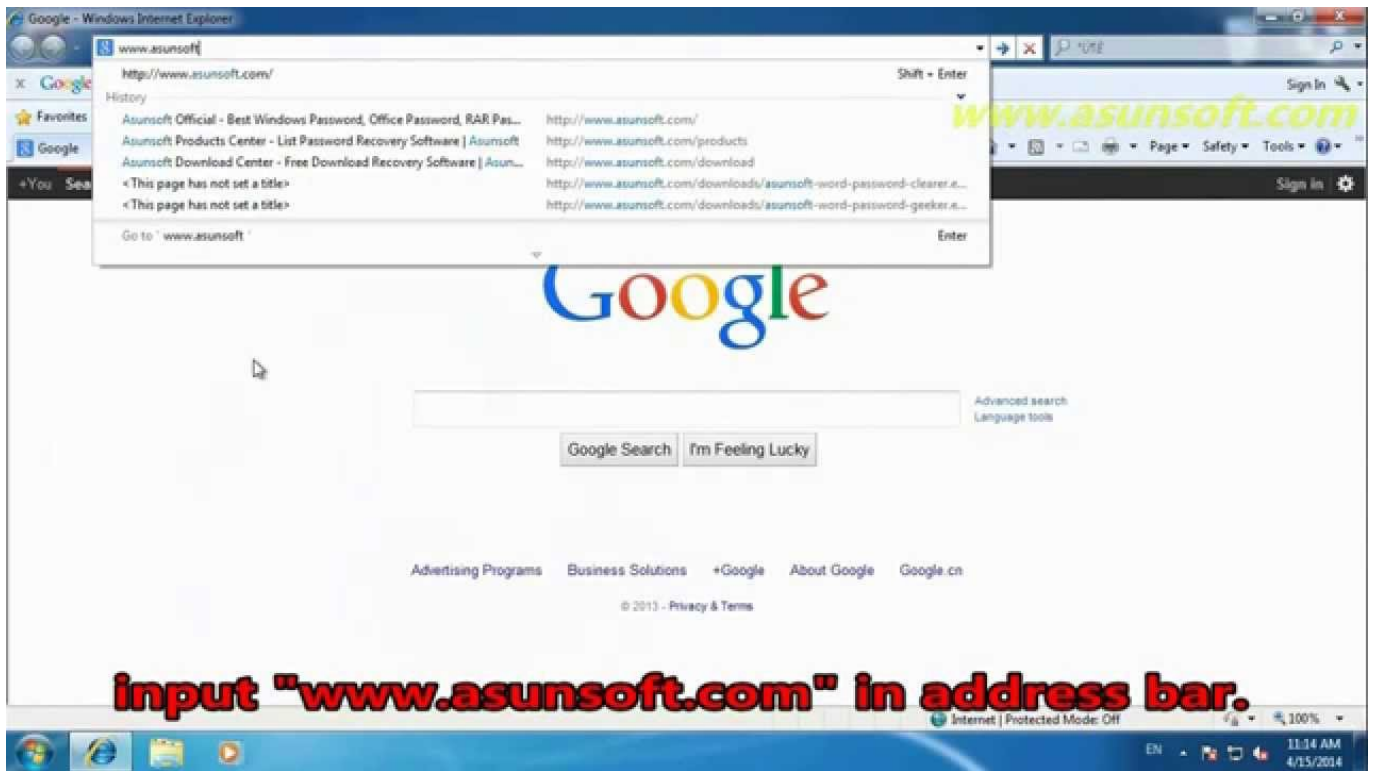 Google - Windows Internet Explorer
www.asunsoft
http://www.asunsoft.com/ Shift + Enter
x Google Sign In
History
www.asunsoft.com
Favorites
Asunsoft Official - Best Windows Password, Office Password, RAR Pas... http://www.asunsoft.com/
Asunsoft Products Center - List Password Recovery Software | Asunsoft http://www.asunsoft.com/products
Google Page Safety Tools
Asunsoft Download Center - Free Download Recovery Software | Asun... http://www.asunsoft.com/download
+You Sea Sign in
<This page has not set a title> http://www.asunsoft.com/downloads/asunsoft-word-password-clearer.e...
<This page has not set a title> http://www.asunsoft.com/downloads/asunsoft-word-password-geeker.e...
Go to ' www.asunsoft ' Enter
Google
Advanced search
Language tools
Google Search I'm Feeling Lucky
Advertising Programs Business Solutions +Google About Google Google.cn
© 2013 - Privacy & Terms
input "www.asunsoft.com" in address bar.
Internet | Protected Mode: Off 100%
EN 11:14 AM
4/15/2014